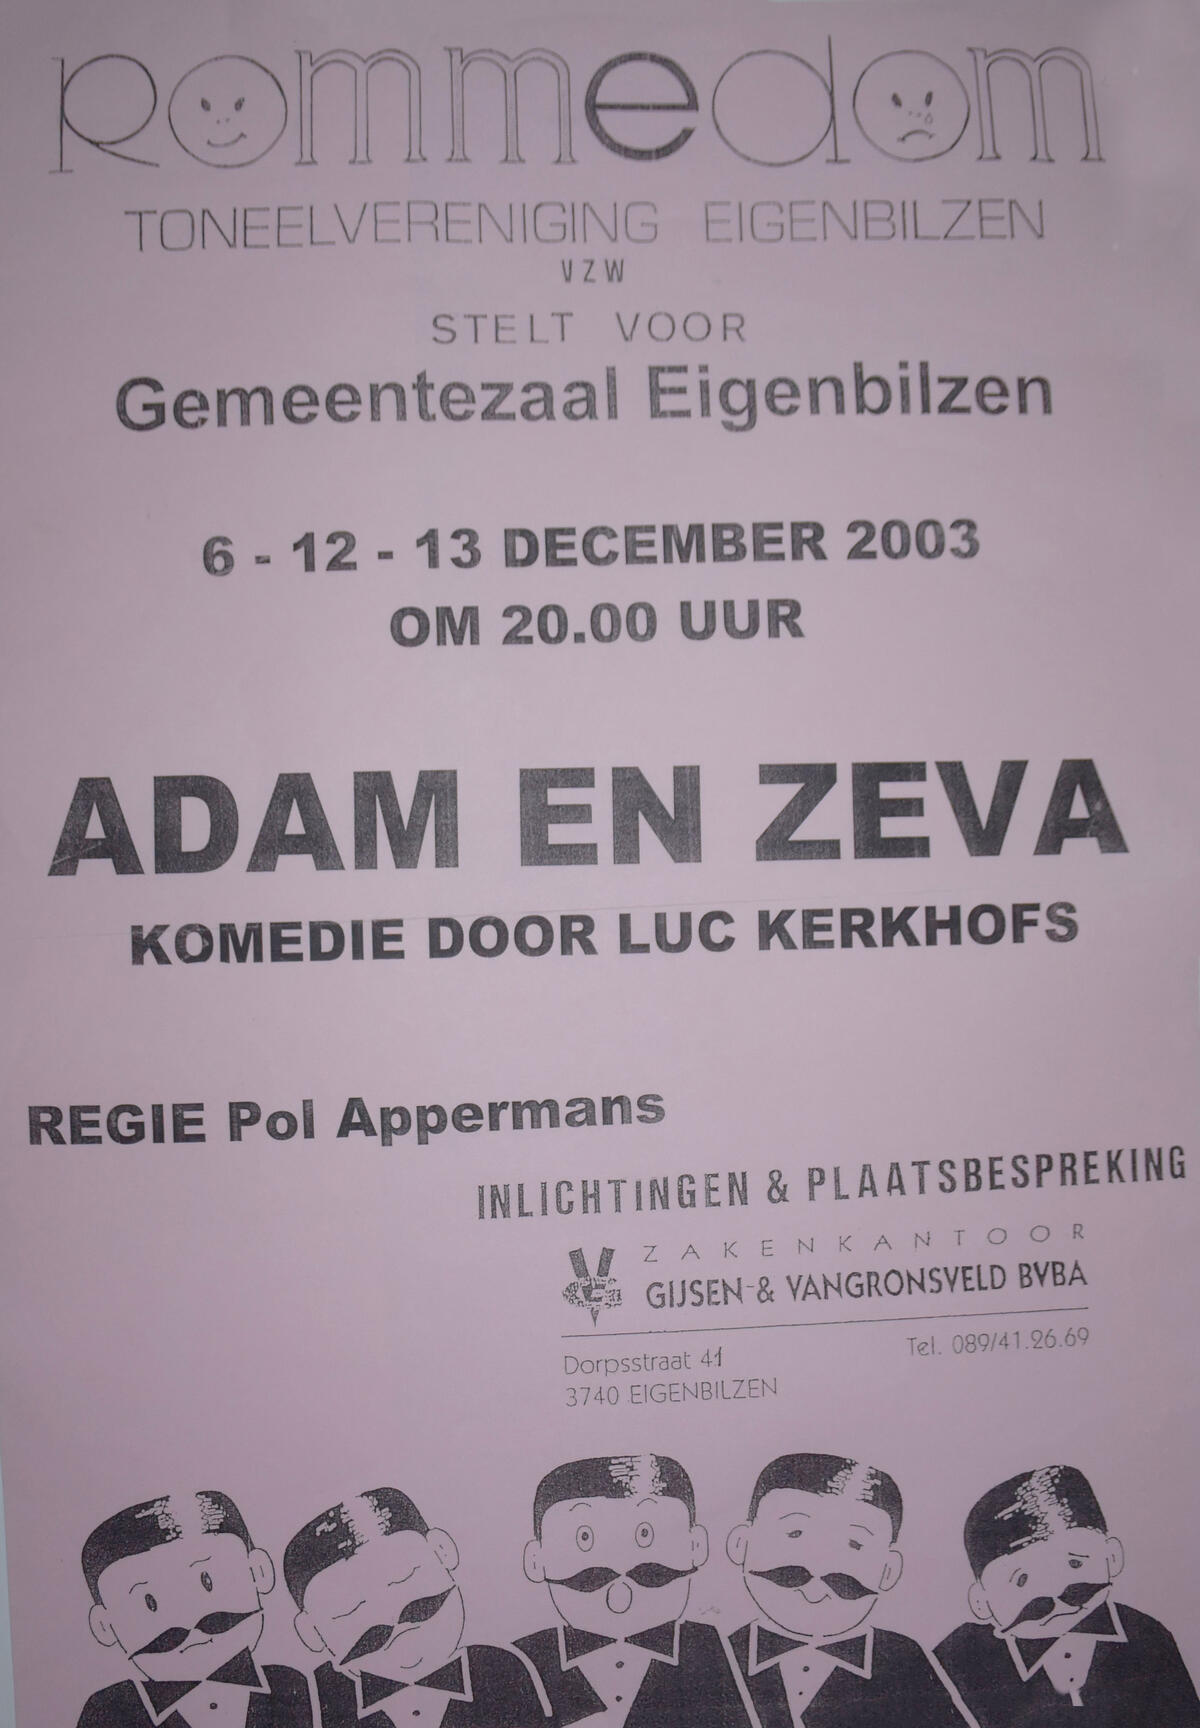 Rommedom
TONEELVERENIGING EIGENBILZEN
VZW
STELT VOOR
Gemeentezaal Eigenbilzen
6 - 12 - 13 DECEMBER 2003
OM 20.00 UUR
ADAM EN ZEVA
KOMEDIE DOOR LUC KERKHOFS
REGIE Pol Appermans
INLICHTINGEN & PLAATSBESPREKING
ZAKENKANTOOR
GIJSEN & VANGRONSVELD BVBA
Dorpsstraat 41
Tel. 089/41.26.69
3740 EIGENBILZEN